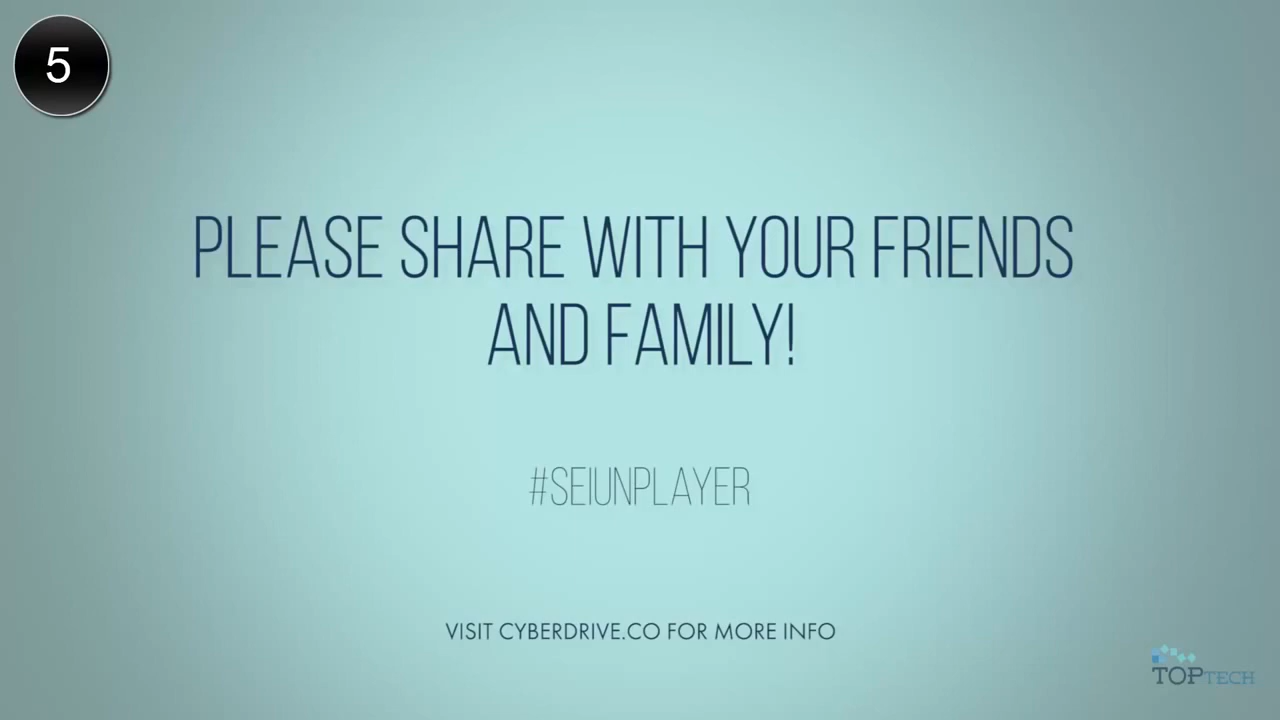 5
PLEASE SHARE WITH YOUR FRIENDS
AND FAMILY!
#SEIUNPLAYER
VISIT CYBERDRIVE.CO FOR MORE INFO
TOPTECH